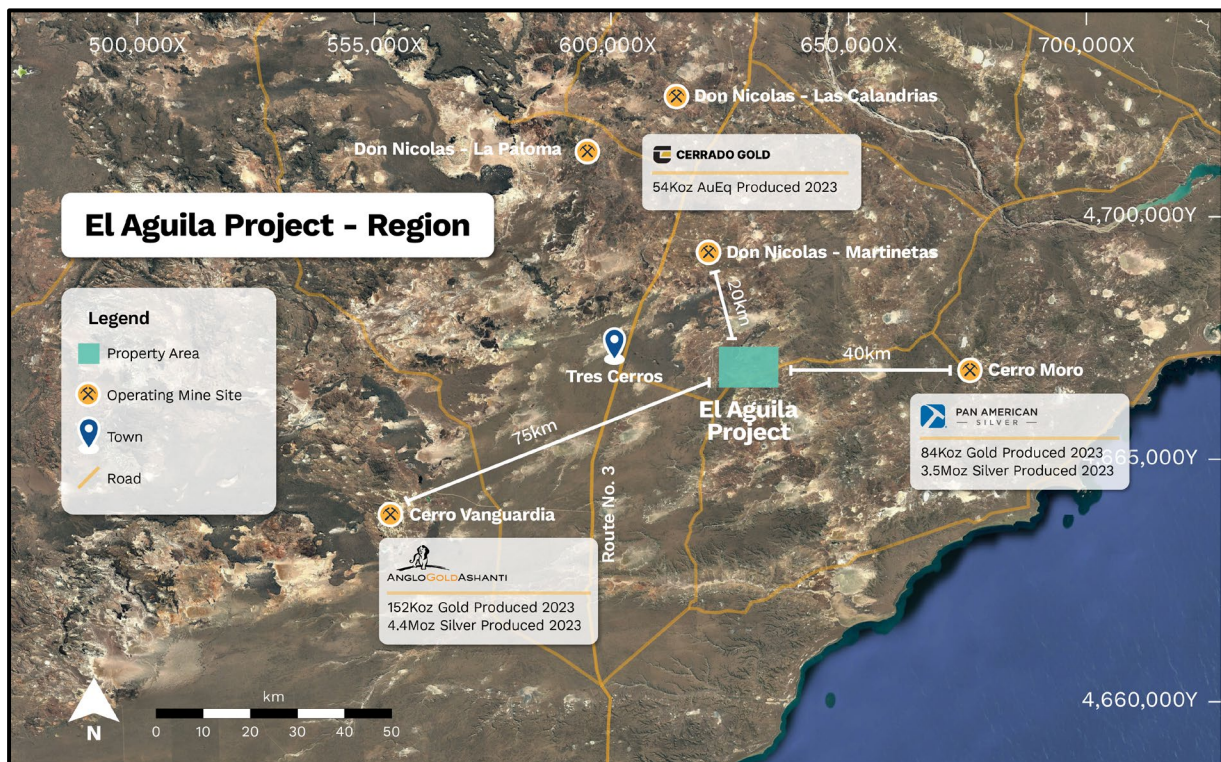 500,000X
555,000X
600,000X
650,000X
700,000X
Don Nicolas - Las Calandrias
Don Nicolas - La Paloma
CERRADO GOLD
54Koz AuEq Produced 2023
El Aguila Project - Region
4,700,000Y
Don Nicolas - Martinetas
20km
Legend
Property Area
Operating Mine Site
Town
Road
Tres Cerros
40km
Cerro Moro
El Aguila
Project
75km
PAN AMERICAN
SILVER
84Koz Gold Produced 2023
3.5Moz Silver Produced 2023
665,000Y
Cerro Vanguardia
Route No. 3
ANGLOGOLDASHANTI
152Koz Gold Produced 2023
4.4Moz Silver Produced 2023
4,660,000Y
N
km
0 10 20 30 40 50